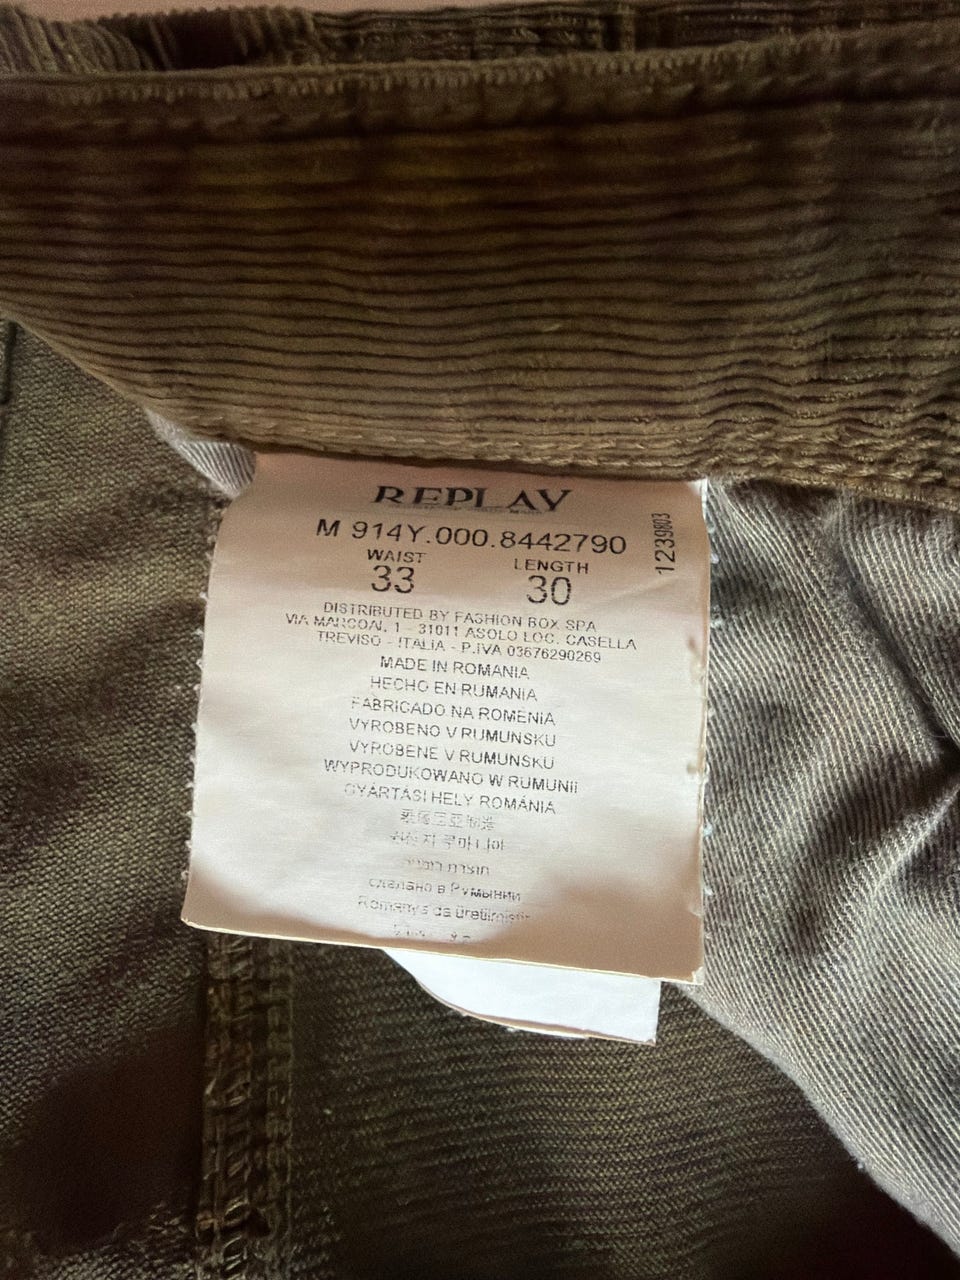 REPLAY
M 914Y.000.8442790
1239803
WAIST LENGTH
33 30
DISTRIBUTED BY FASHION BOX SPA
VIA MARCONI, 1 - 31011 ASOLO LOC. CASELLA
TREVISO - ITALIA - P.IVA 03676290269
MADE IN ROMANIA
HECHO EN RUMANIA
FABRICADO NA ROMENIA
VYROBENO V RUMUNSKU
VYROBENE V RUMUNSKU
WYPRODUKOWANO W RUMUNII
GYÁRTÁSI HELY ROMÁNIA
сделано в Румынии